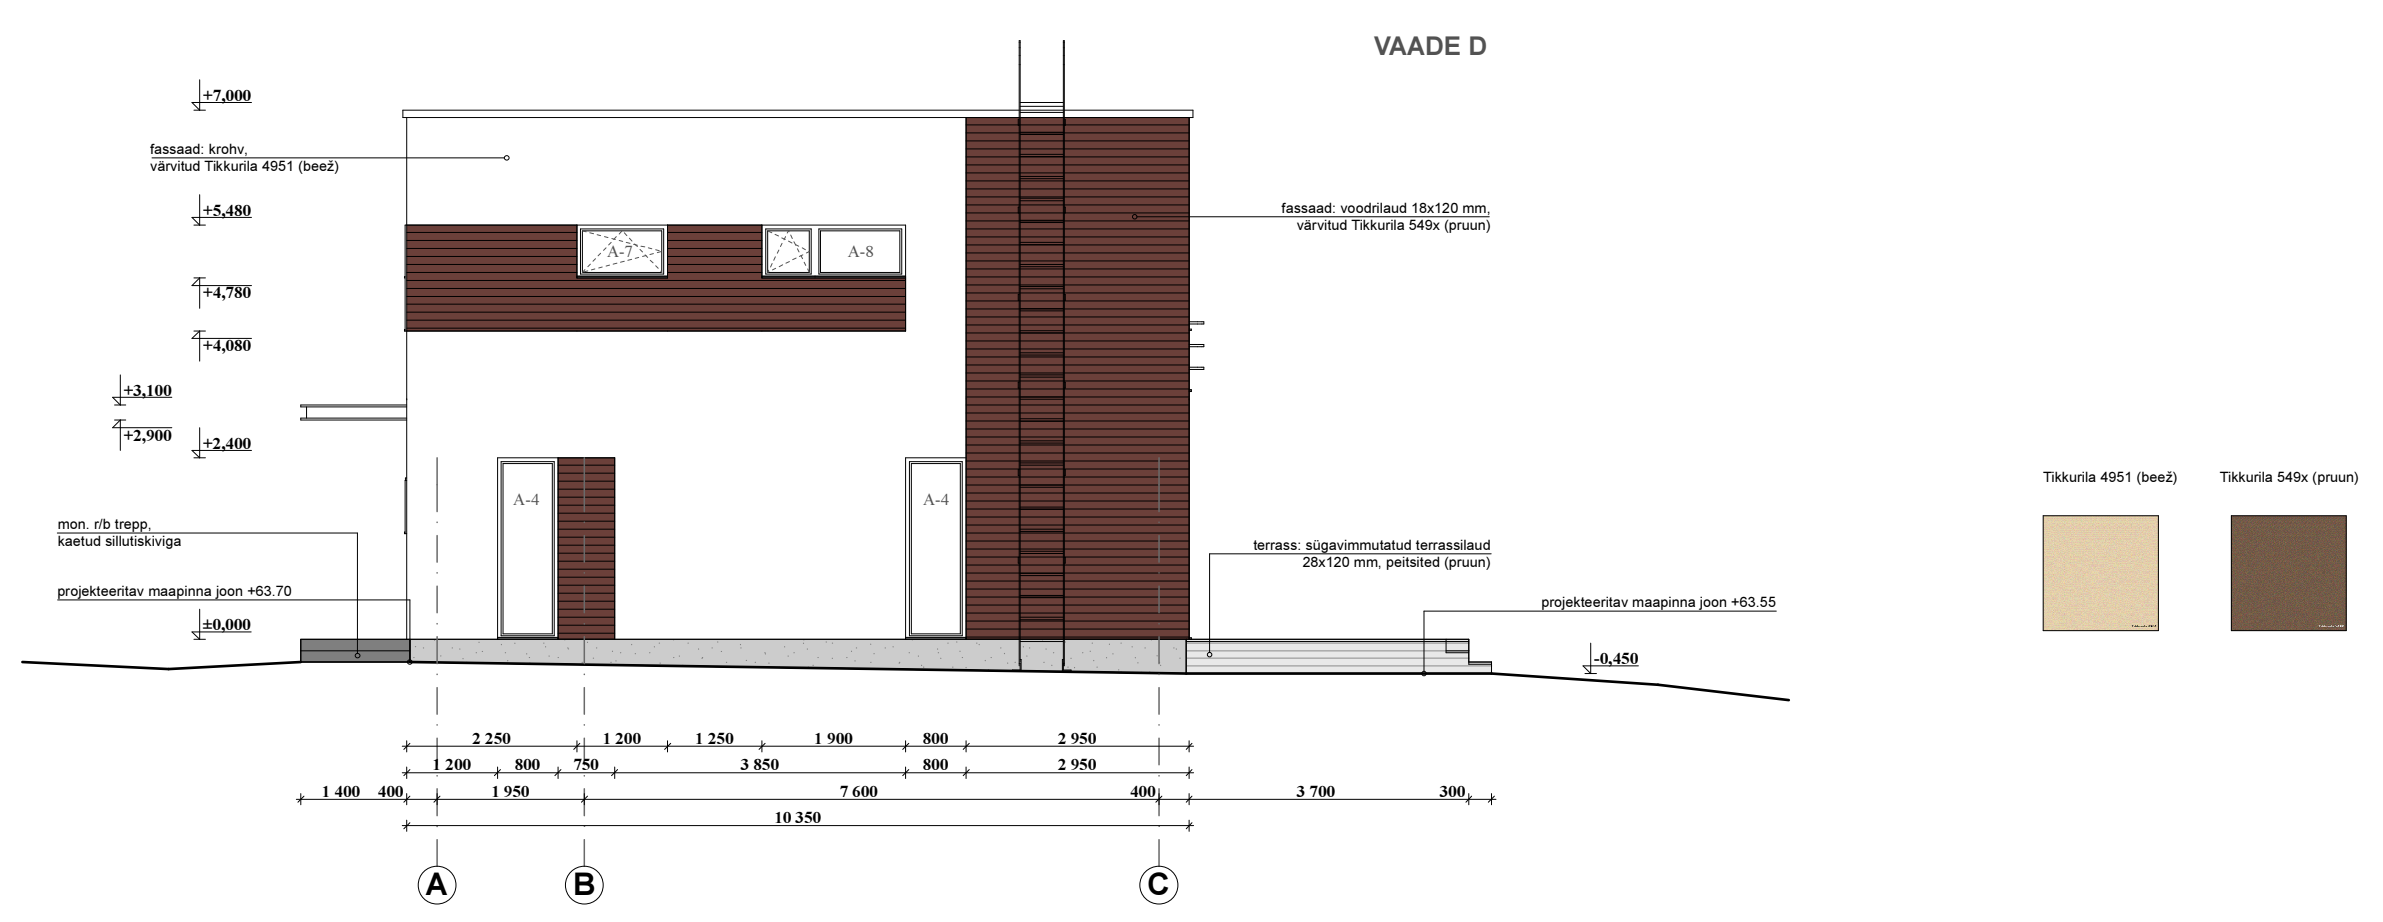 VAADE D
+7,000
fassaad: krohv,
värvitud Tikkurila 4951 (beež)
+5,480
fassaad: voodrilaud 18x120 mm,
värvitud Tikkurila 549x (pruun)
A-7
A-8
+4,780
+4,080
+3,100
+2,900
+2,400
Tikkurila 4951 (beež)
Tikkurila 549x (pruun)
A-4
A-4
mon. r/b trepp,
kaetud sillutiskiviga
terrass: sügavimmutatud terrassilaud
28x120 mm, peitsited (pruun)
projekteeritav maapinna joon +63.70
projekteeritav maapinna joon +63.55
±0,000
-0,450
2 250 1 200 1 250 1 900 800 2 950
1 200 800 750 3 850 800 2 950
1 400 400 1 950 7 600 400 3 700 300
10 350
A B C